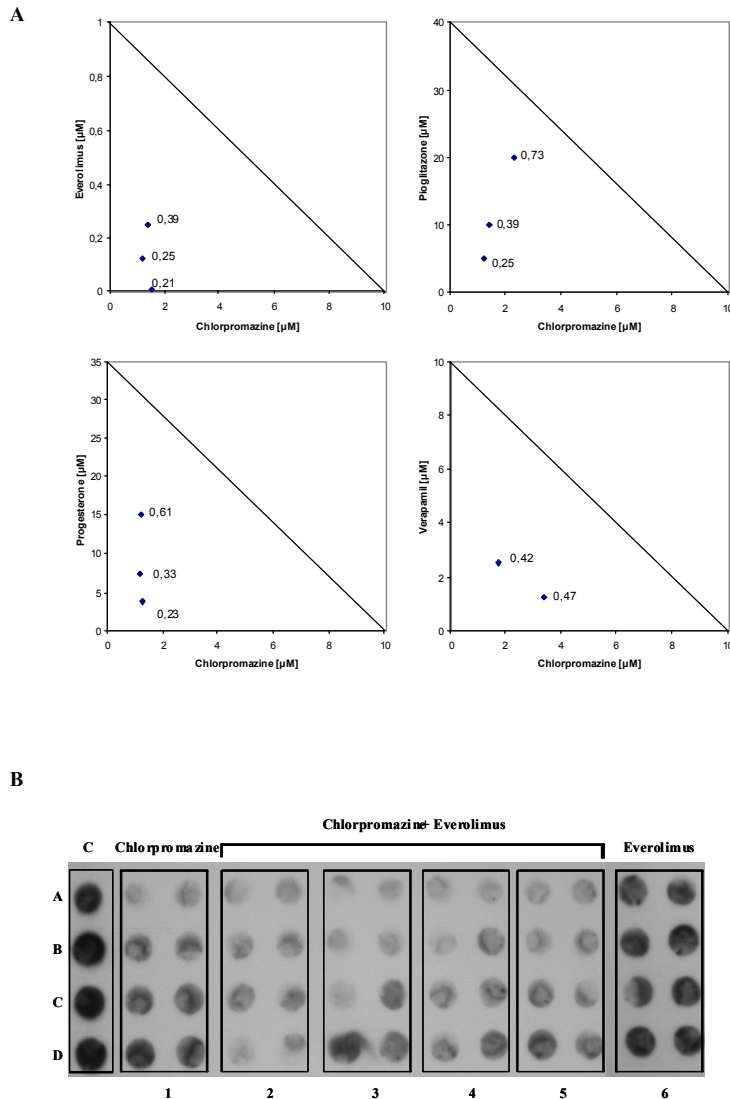 A
1
0,8
0,6
0,4
0,2
0
Everolimus [µM]
0,39
0,25
0,21
0 2 4 6 8 10
Chlorpromazine [µM]
40
30
20
10
0
Pioglitazone [µM]
0,73
0,39
0,25
0 2 4 6 8 10
Chlorpromazine [µM]
35
30
25
20
15
10
5
0
Progesterone [µM]
0,61
0,33
0,23
0 2 4 6 8 10
Chlorpromazine [µM]
10
8
6
4
2
0
Verapamil [µM]
0,42
0,47
0 2 4 6 8 10
Chlorpromazine [µM]
B
Chlorpromazine+ Everolimus
C Chlorpromazine Everolimus
A
B
C
D
1 2 3 4 5 6